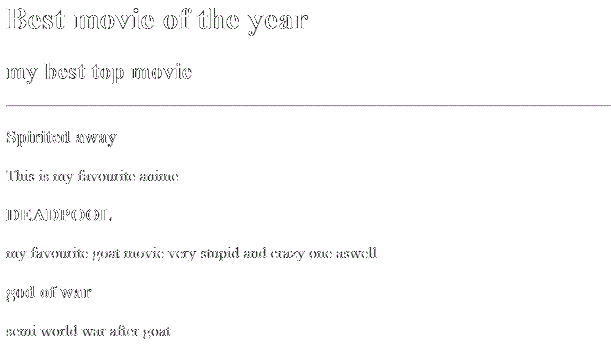 Best movie of the year
my best top movie
Spirited away
This is my favourite anime
DEADPOOL
my favourite goat movie very stupid and crazy one aswell
god of war
semi world war after goat